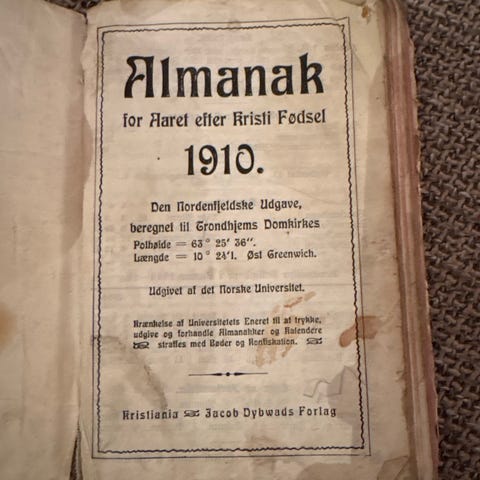 Almanak
for Aaret efter Kristi Fødsel
1910.
Den Nordenfjeldske Udgave,
beregnet til Trondhjems Domkirkes
Polhøide = 63° 25' 36".
Længde = 10° 24'1. Øst Greenwich.
Udgivet af det Norske Universitet.
Krænkelse af Universitetets Eneret til at trykke,
udgive og forhandle Almanakker og Kalendere
straffes med Bøder og Konfiskation.
Kristiania Jacob Dybwads Forlag